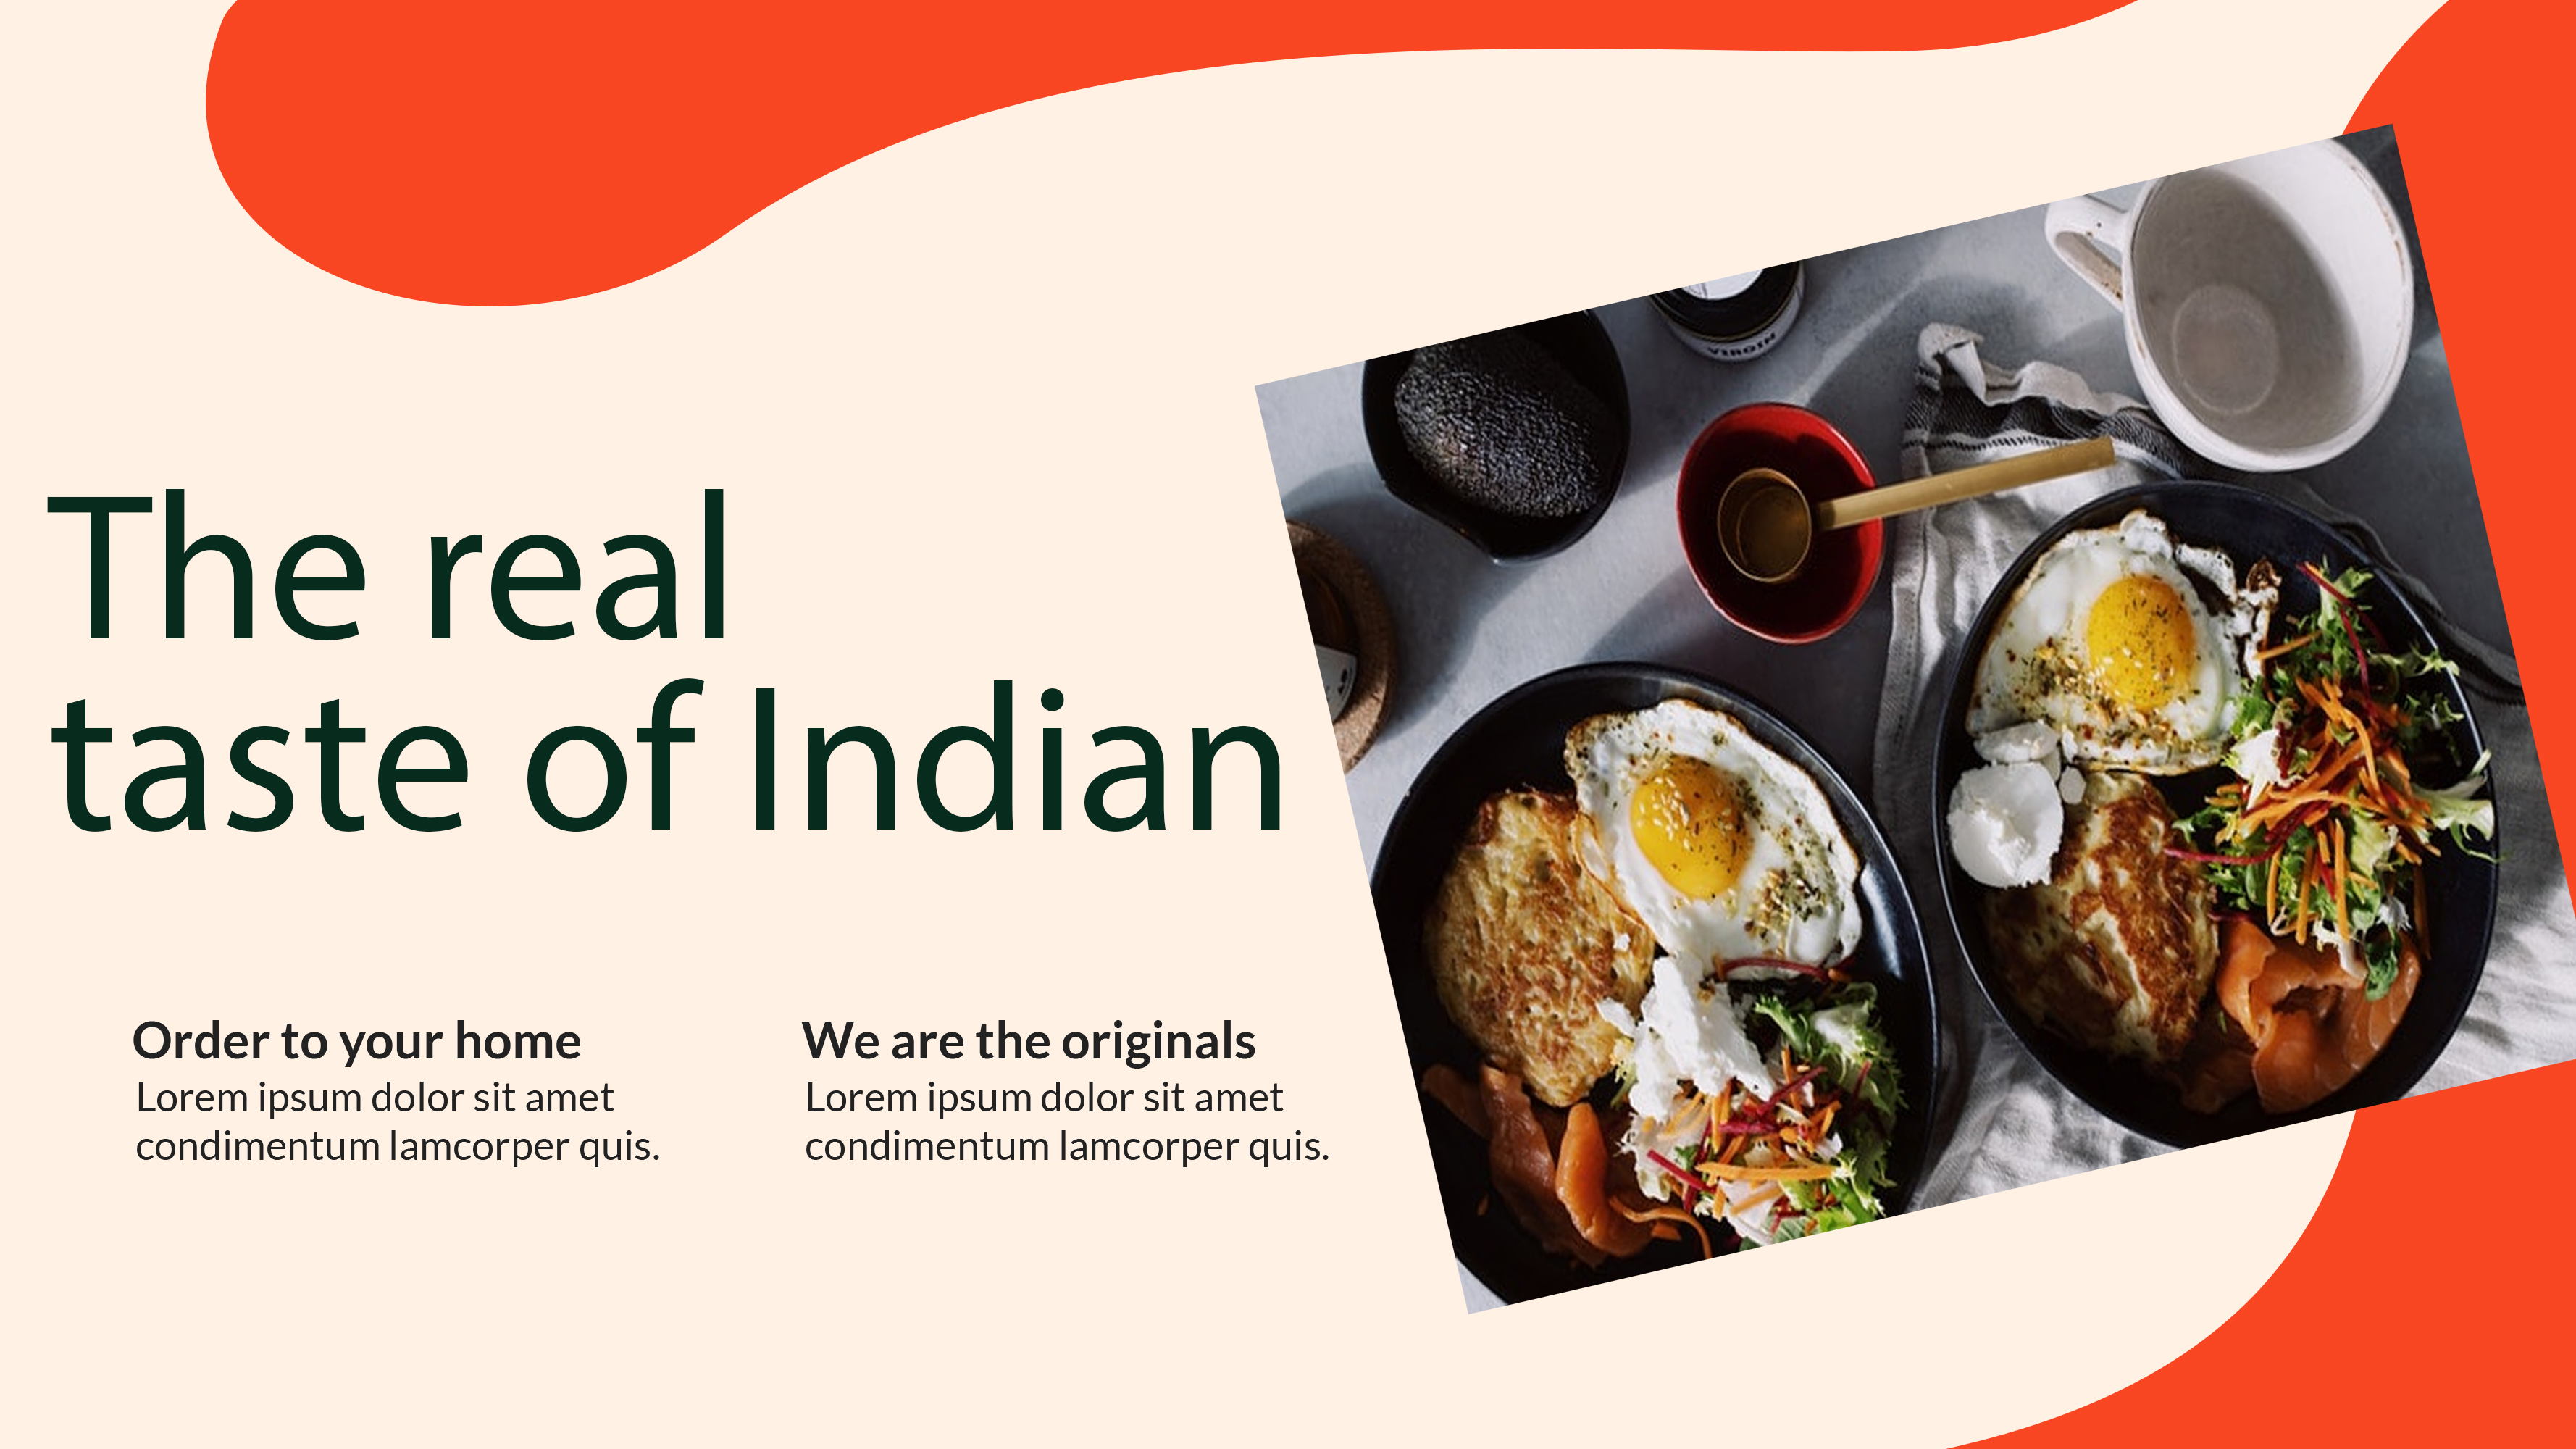 The real
taste of Indian
Order to your home
Lorem ipsum dolor sit amet
condimentum lamcorper quis.
We are the originals
Lorem ipsum dolor sit amet
condimentum lamcorper quis.